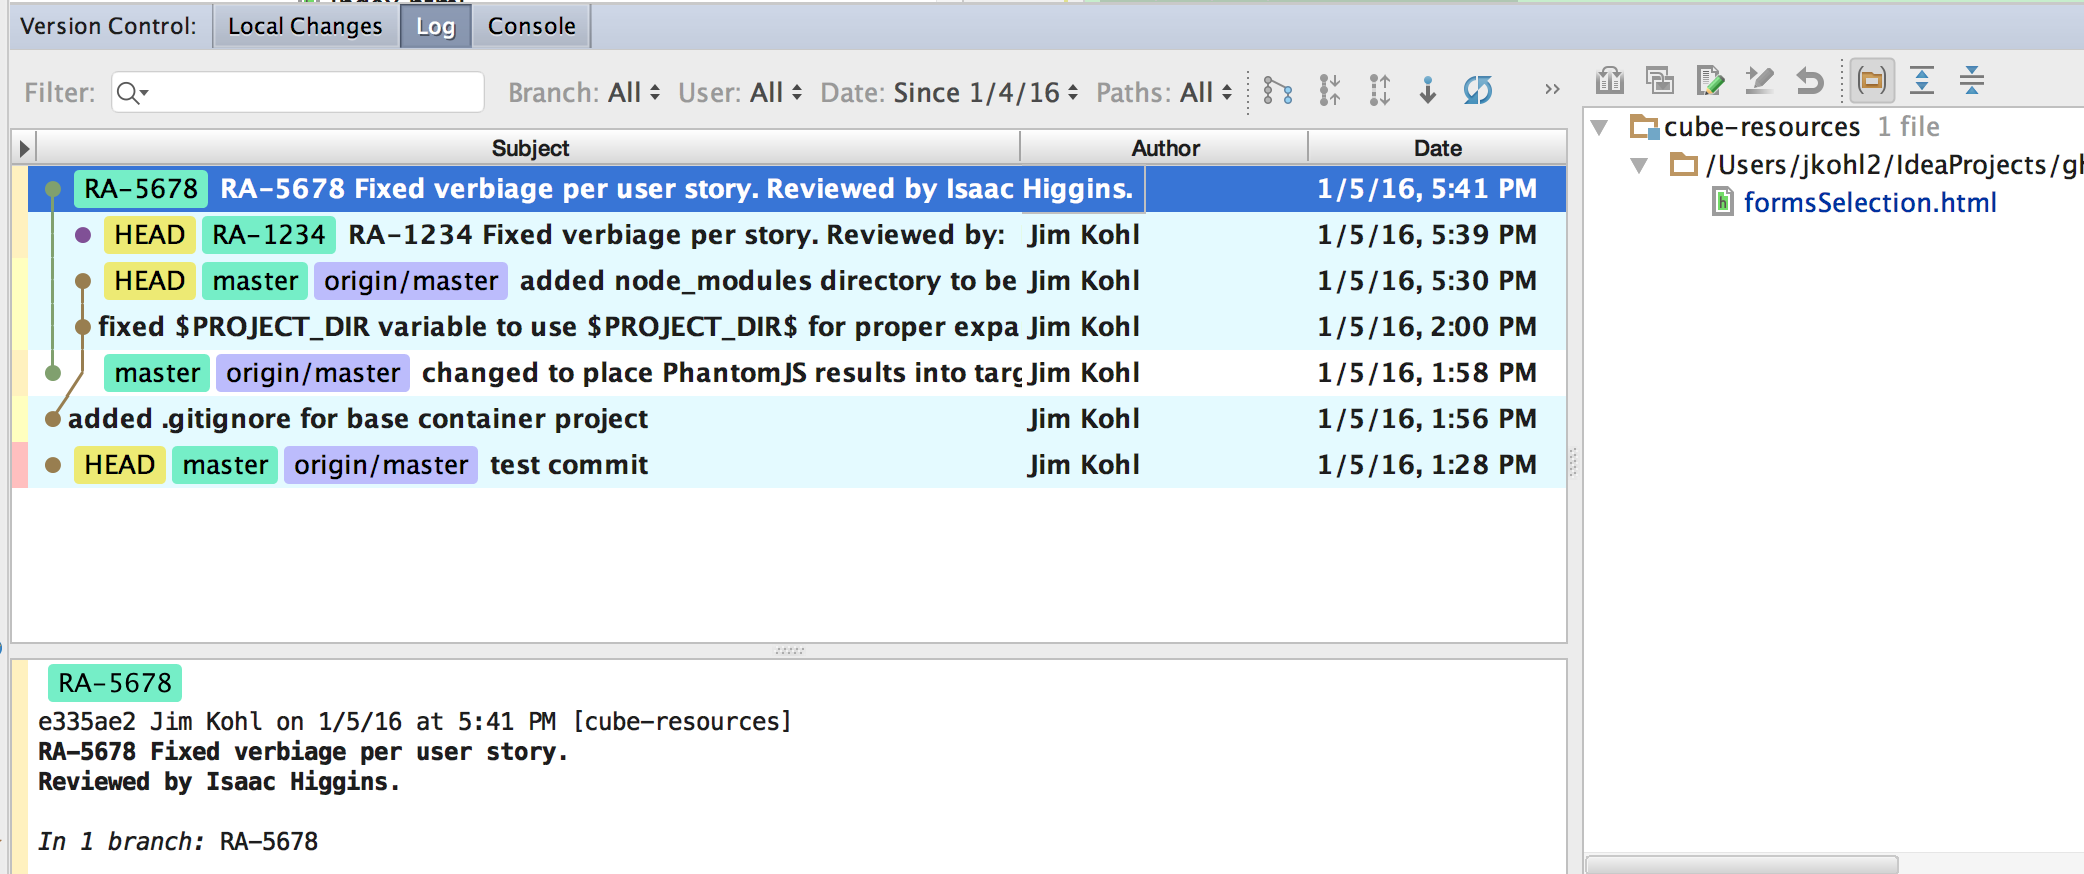 Version Control: Local Changes Log Console
Filter: Branch: All User: All Date: Since 1/4/16 Paths: All
Subject Author Date
RA-5678 RA-5678 Fixed verbiage per user story. Reviewed by Isaac Higgins. 1/5/16, 5:41 PM
HEAD RA-1234 RA-1234 Fixed verbiage per story. Reviewed by: Jim Kohl 1/5/16, 5:39 PM
HEAD master origin/master added node_modules directory to be Jim Kohl 1/5/16, 5:30 PM
fixed $PROJECT_DIR variable to use $PROJECT_DIR$ for proper expa Jim Kohl 1/5/16, 2:00 PM
master origin/master changed to place PhantomJS results into targ Jim Kohl 1/5/16, 1:58 PM
added .gitignore for base container project Jim Kohl 1/5/16, 1:56 PM
HEAD master origin/master test commit Jim Kohl 1/5/16, 1:28 PM
RA-5678
e335ae2 Jim Kohl on 1/5/16 at 5:41 PM [cube-resources]
RA-5678 Fixed verbiage per user story.
Reviewed by Isaac Higgins.
In 1 branch: RA-5678
cube-resources 1 file
/Users/jkohl2/IdeaProjects/gh
formsSelection.html